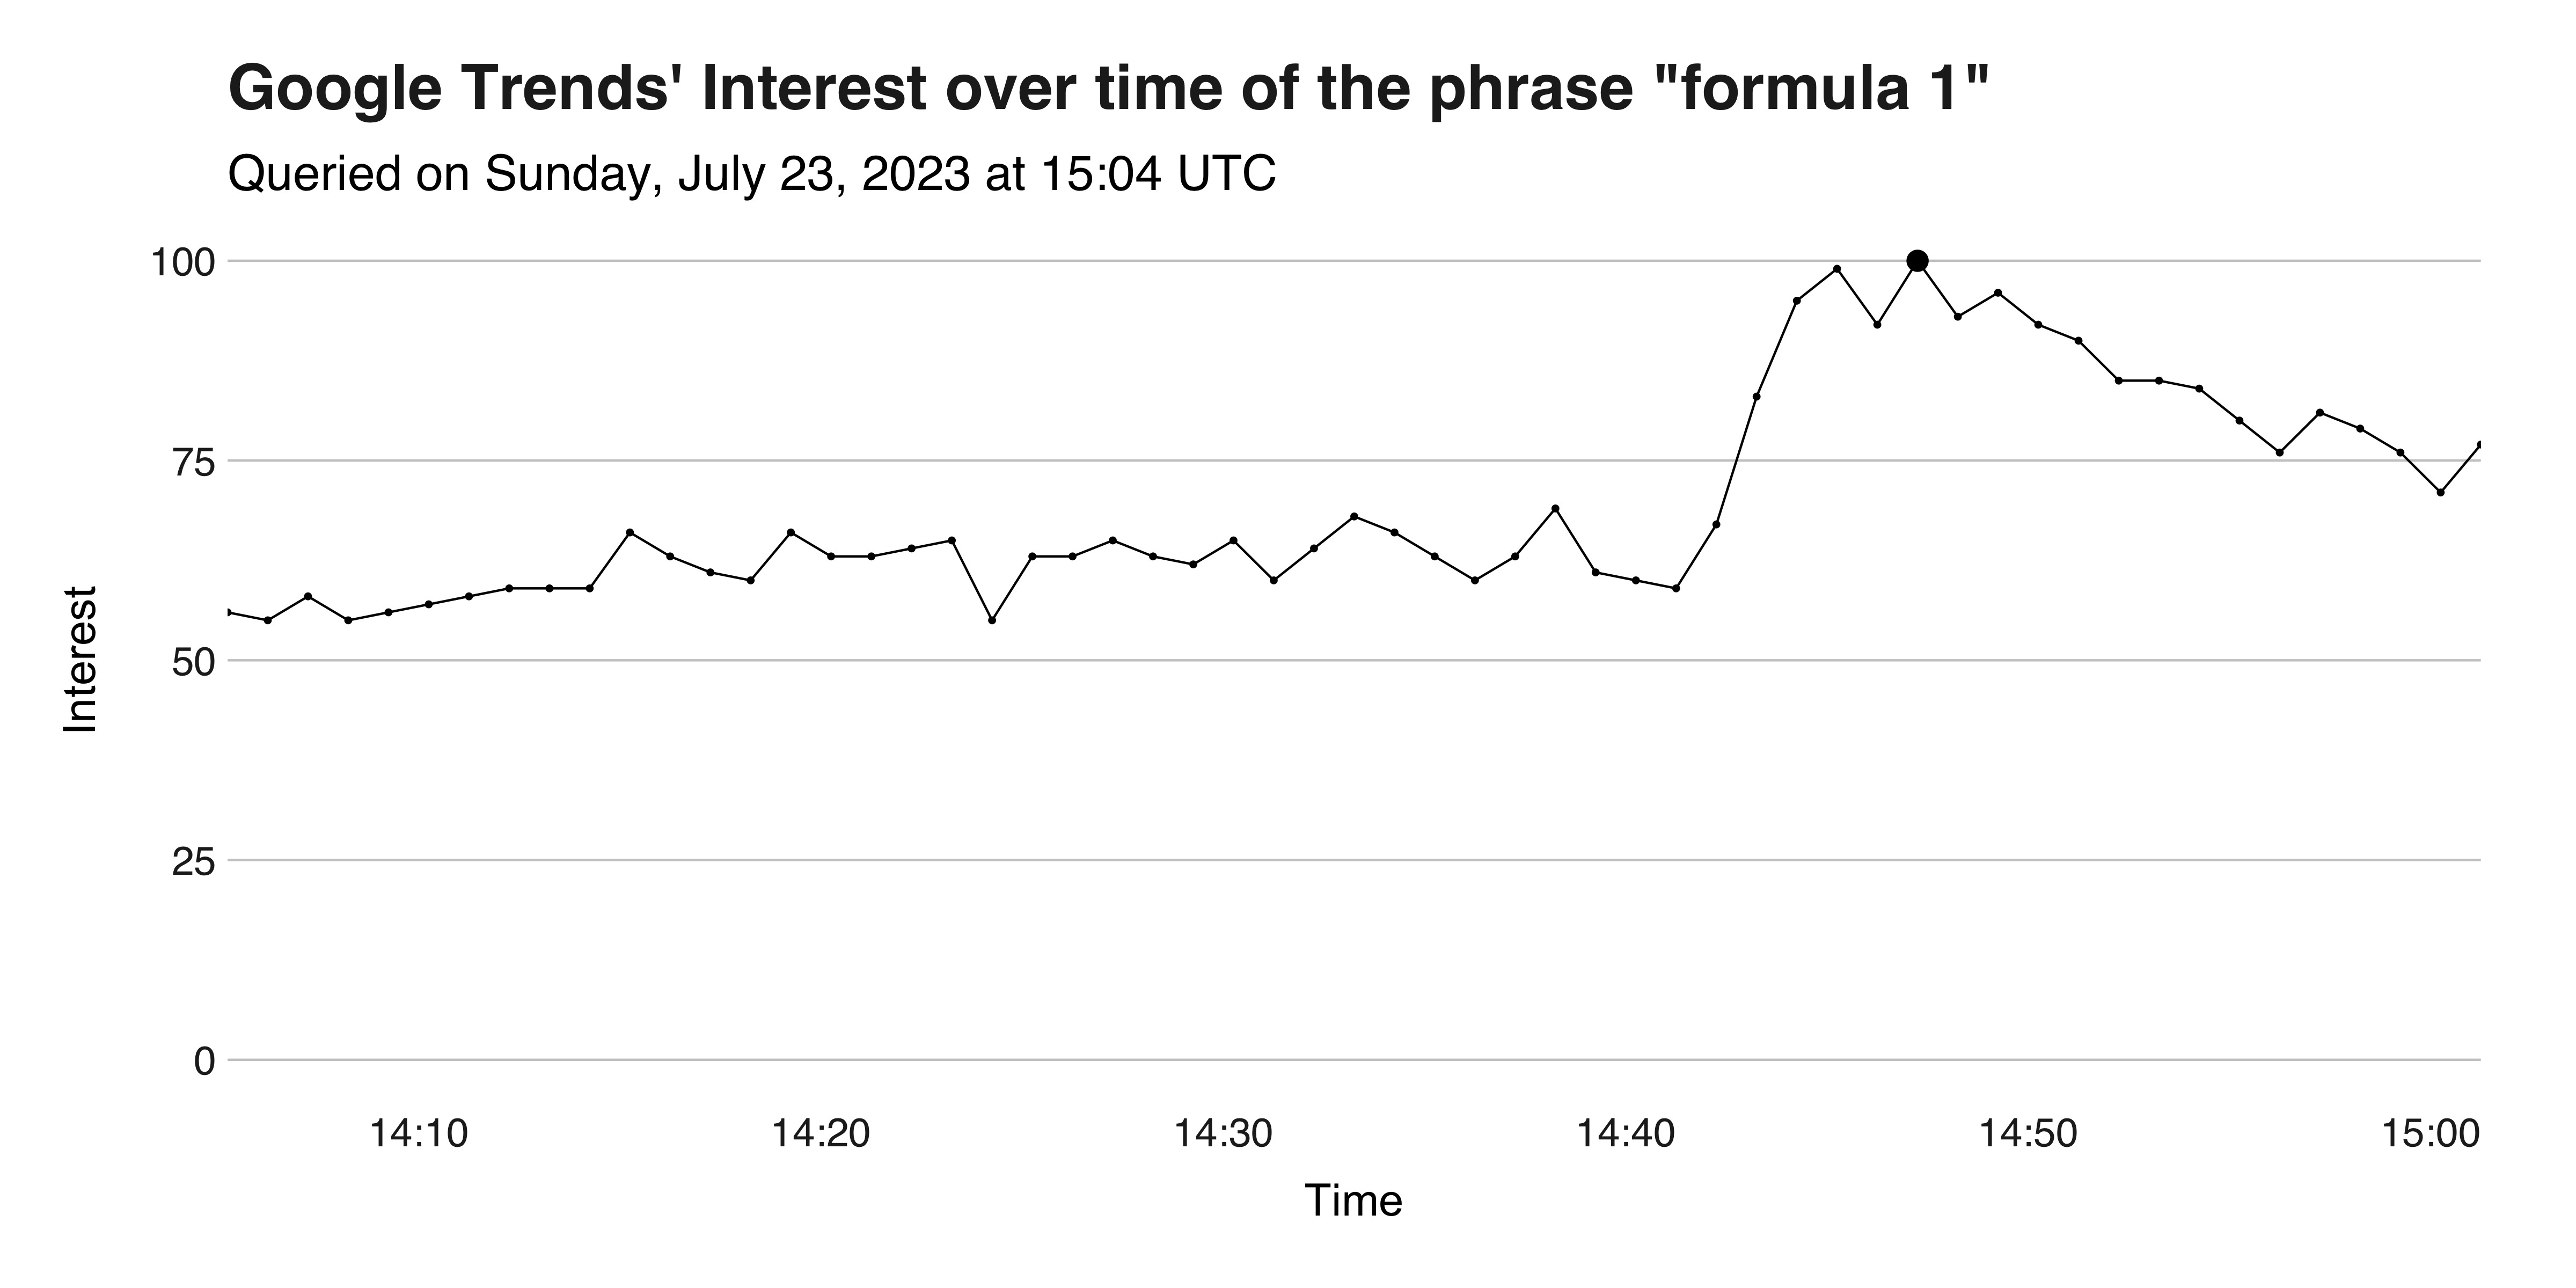 Google Trends' Interest over time of the phrase "formula 1"
Queried on Sunday, July 23, 2023 at 15:04 UTC
100
75
50
25
0
Interest
14:10 14:20 14:30 14:40 14:50 15:00
Time